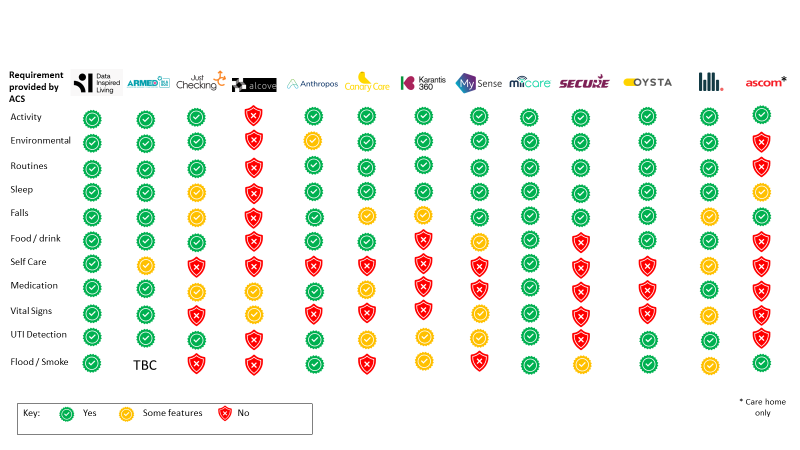 Requirement
provided by
ACS
Data
Inspired
Living
ARMED
Just
Checking
alcove
Anthropos
Canary Care
Karantis
360
My Sense
miicare
SECURE
OYSTA
lilli.
ascom*
Activity
Environmental
Routines
Sleep
Falls
Food / drink
Self Care
Medication
Vital Signs
UTI Detection
Flood / Smoke
TBC
Key:
Yes
Some features
No
* Care home
only